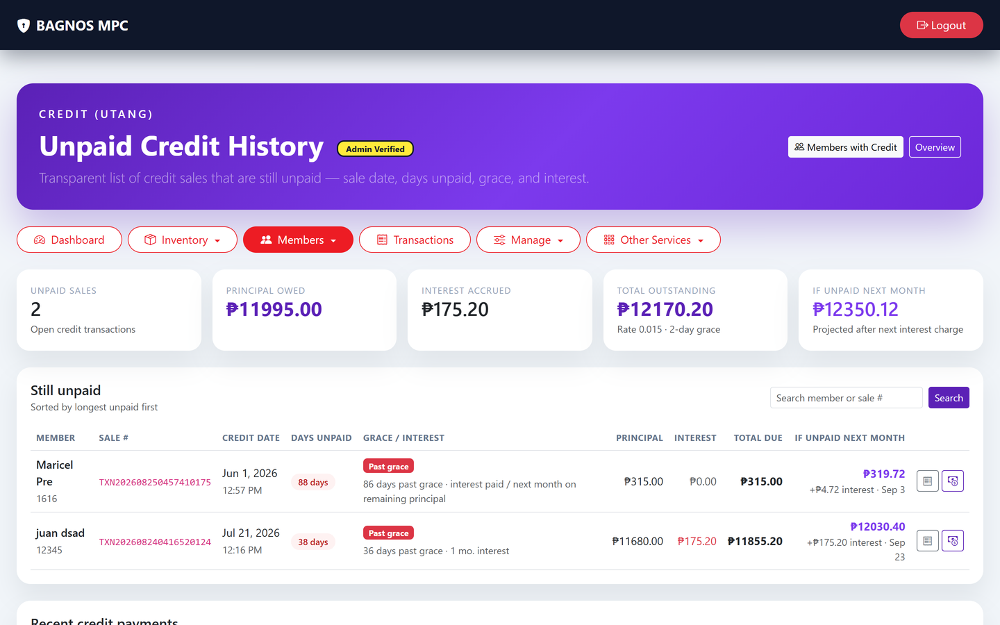 BAGNOS MPC
Logout
CREDIT (UTANG)
Unpaid Credit History
Admin Verified
Transparent list of credit sales that are still unpaid — sale date, days unpaid, grace, and interest.
Members with Credit
Overview
Dashboard
Inventory
Members
Transactions
Manage
Other Services
UNPAID SALES
2
Open credit transactions
PRINCIPAL OWED
₱11995.00
INTEREST ACCRUED
₱175.20
TOTAL OUTSTANDING
₱12170.20
Rate 0.015 · 2-day grace
IF UNPAID NEXT MONTH
₱12350.12
Projected after next interest charge
Still unpaid
Sorted by longest unpaid first
Search member or sale #
Search
MEMBER SALE # CREDIT DATE DAYS UNPAID GRACE / INTEREST PRINCIPAL INTEREST TOTAL DUE IF UNPAID NEXT MONTH
Maricel
Pre
1616
TXN202608250457410175
Jun 1, 2026
12:57 PM
88 days
Past grace
86 days past grace · interest paid / next month on
remaining principal
₱315.00
₱0.00
₱315.00
₱319.72
+₱4.72 interest · Sep 3
juan dsad
12345
TXN202608240416520124
Jul 21, 2026
12:16 PM
38 days
Past grace
36 days past grace · 1 mo. interest
₱11680.00
₱175.20
₱11855.20
₱12030.40
+₱175.20 interest · Sep
23
Recent credit payments